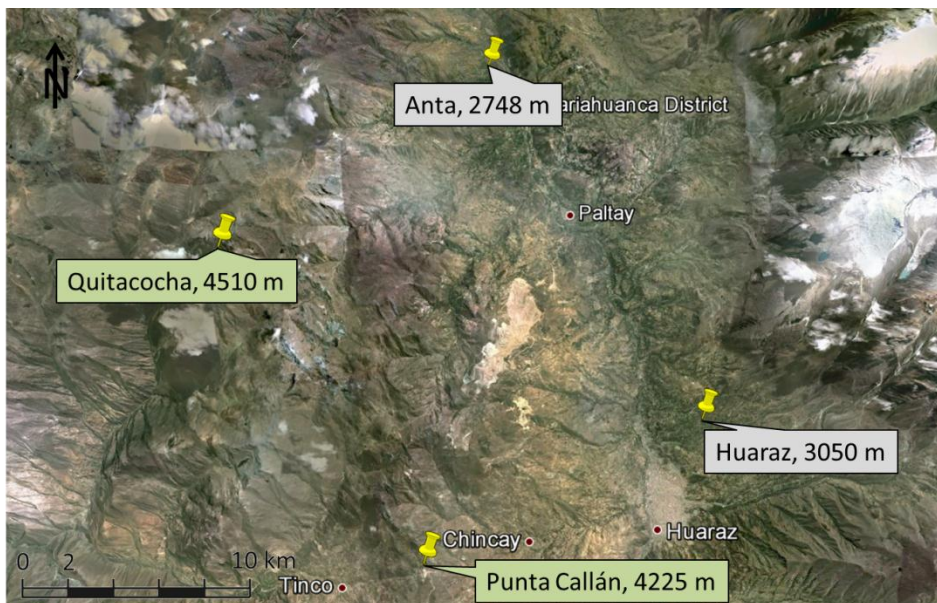 N
Anta, 2748 m
ariahuanca District
Paltay
Quitacocha, 4510 m
Huaraz, 3050 m
Huaraz
Chincay
0 2 10 km
Tinco
Punta Callán, 4225 m